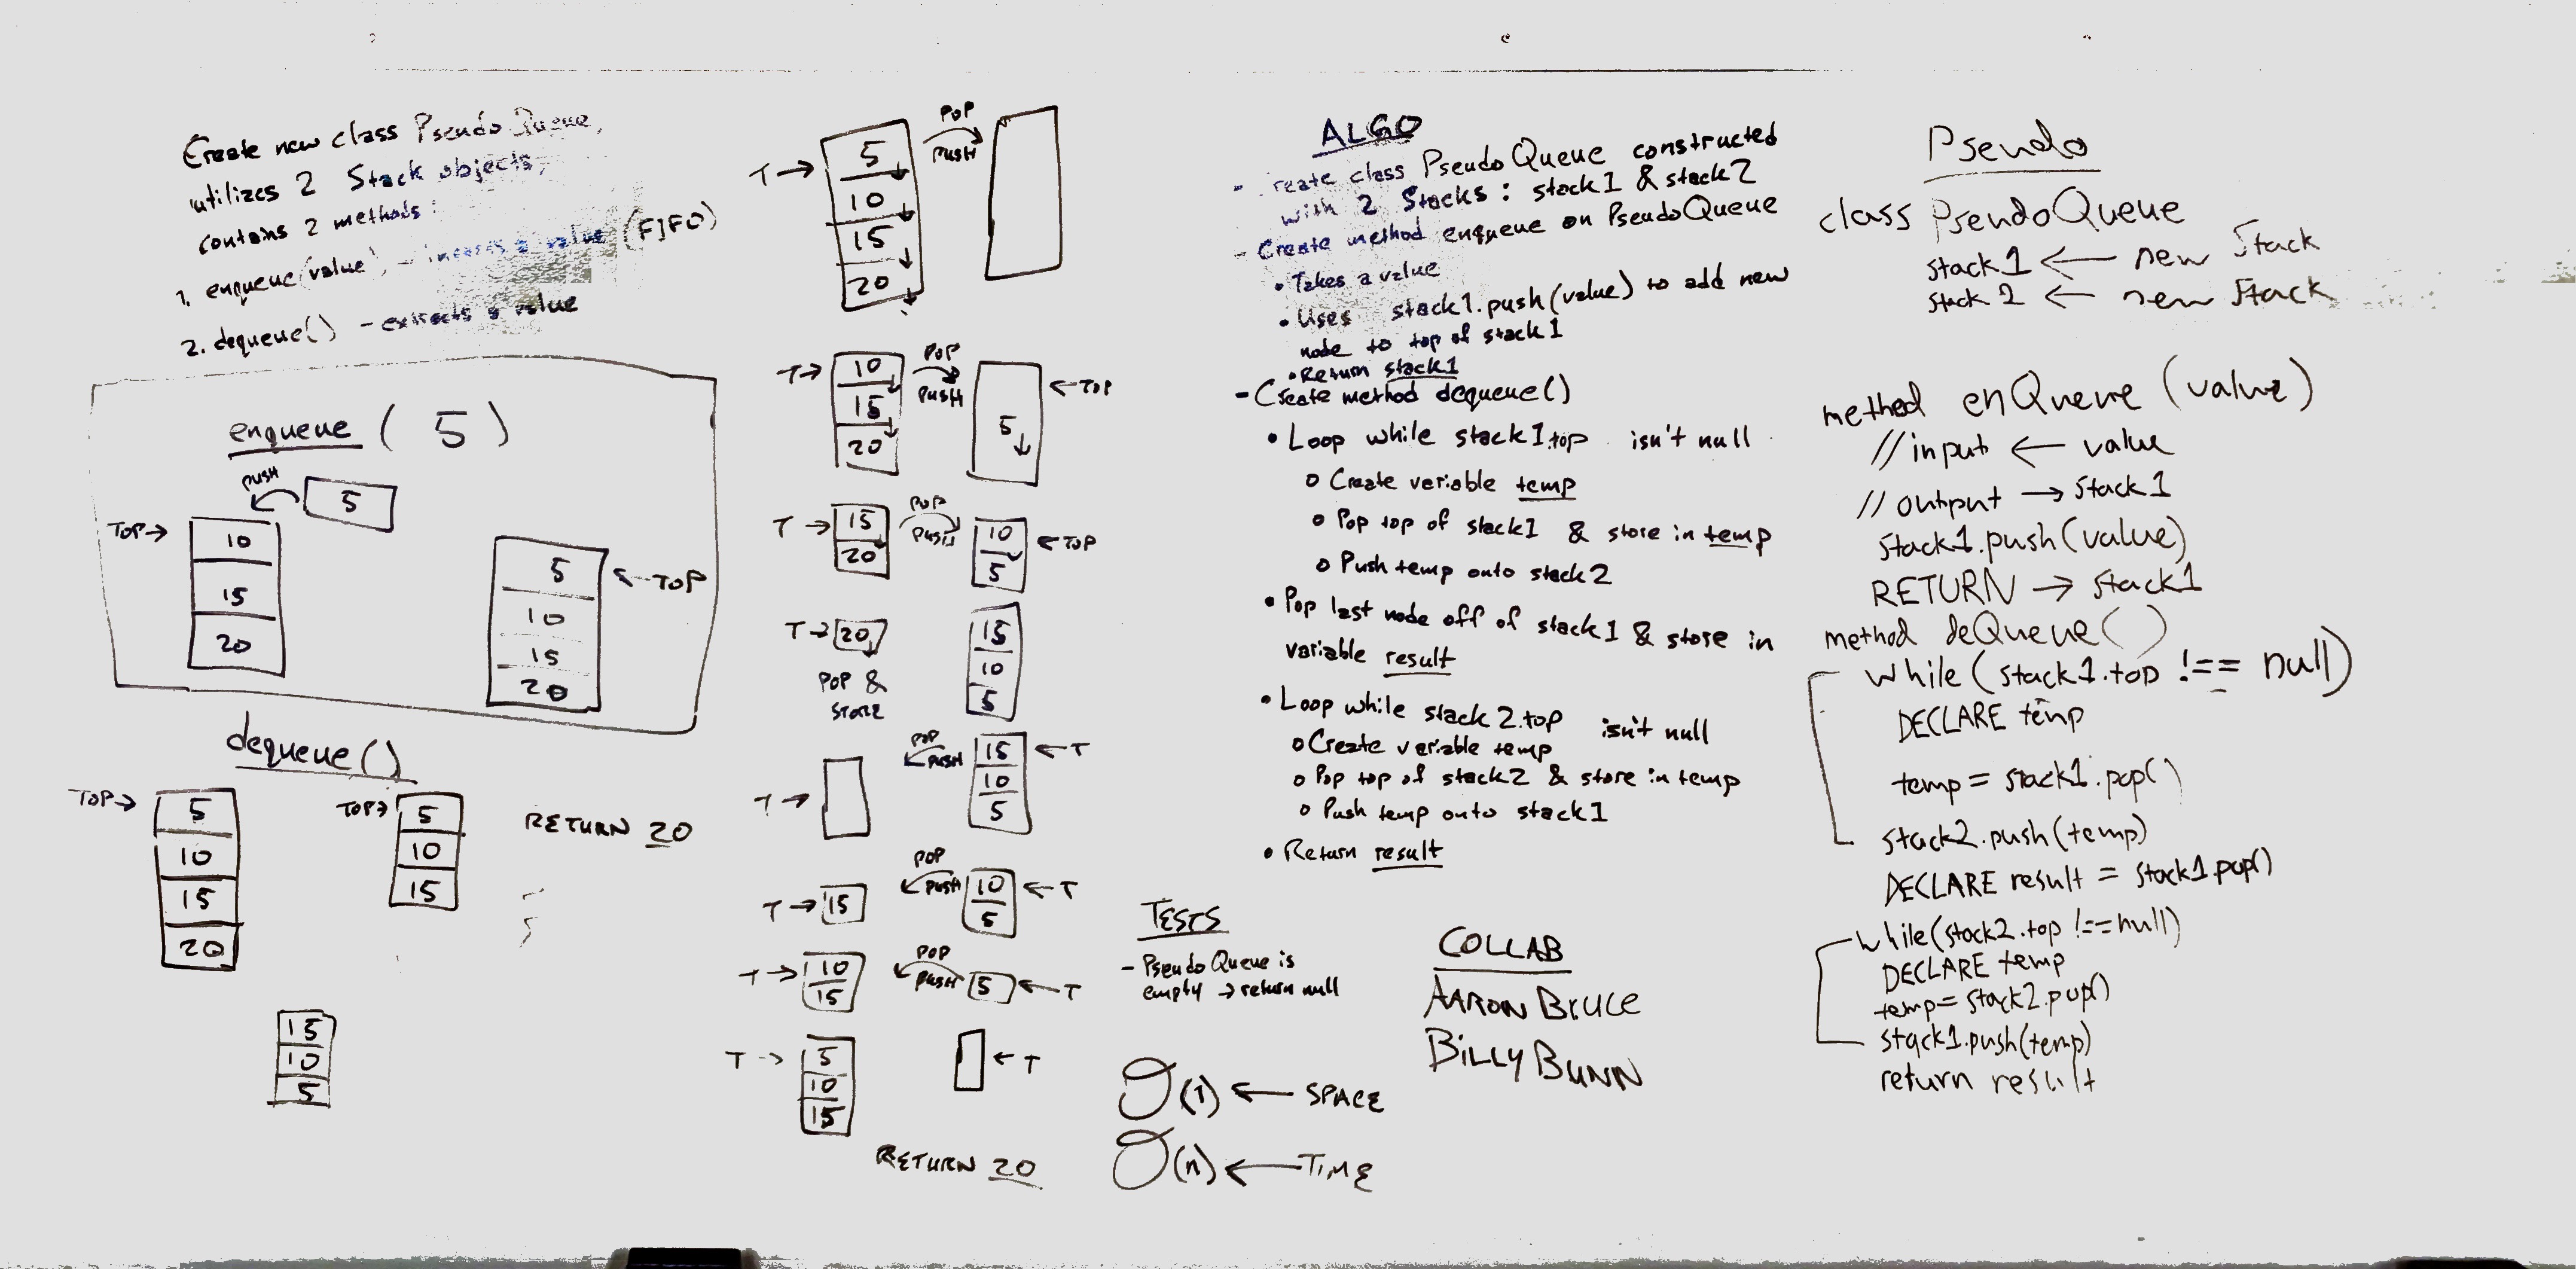 Create new class Pseudo Queue,
utilizes 2 Stack objects,
contains 2 methods:
1. enqueue(value) - inserts a value (FIFO)
2. dequeue() - extracts a value
enqueue ( 5 )
PUSH
5
TOP →
10
15
20
5
← TOP
10
15
20
dequeue()
TOP →
5
10
15
20
TOP →
5
10
15
RETURN 20
15
10
5
T →
5
10
15
20
POP
PUSH
T →
10
15
20
POP
PUSH
5
← TOP
T →
15
20
POP
PUSH
10
5
← TOP
T →
20
POP &
STORE
15
10
5
T →
POP
PUSH
15
10
5
← T
T →
15
POP
PUSH
10
5
← T
T →
10
15
POP
PUSH
5
← T
T →
5
10
15
← T
RETURN 20
ALGO
- reate class PseudoQueue constructed
with 2 Stacks: stack1 & stack2
- Create method enqueue on PseudoQueue
• Takes a value
• Uses stack1.push(value) to add new
node to top of stack1
• Return stack1
- Create method dequeue()
• Loop while stack1.top isn't null
o Create variable temp
o Pop top of stack1 & store in temp
o Push temp onto stack2
• Pop last node off of stack1 & store in
variable result
• Loop while stack2.top isn't null
o Create variable temp
o Pop top of stack2 & store in temp
o Push temp onto stack1
• Return result
TESTS
- Pseudo Queue is
empty → return null
O(1) ← SPACE
O(n) ← TIME
COLLAB
AARON BRUCE
BILLY BUNN
Pseudo
class PseudoQueue
stack1 ← new Stack
stack2 ← new Stack
method enQueue (value)
//input ← value
// output → stack1
stack1.push(value)
RETURN → stack1
method deQueue()
while(stack1.top !== null)
DECLARE temp
temp = stack1.pop()
stack2.push(temp)
DECLARE result = stack1.pop()
while(stack2.top !== null)
DECLARE temp
temp = stack2.pop()
stack1.push(temp)
return result